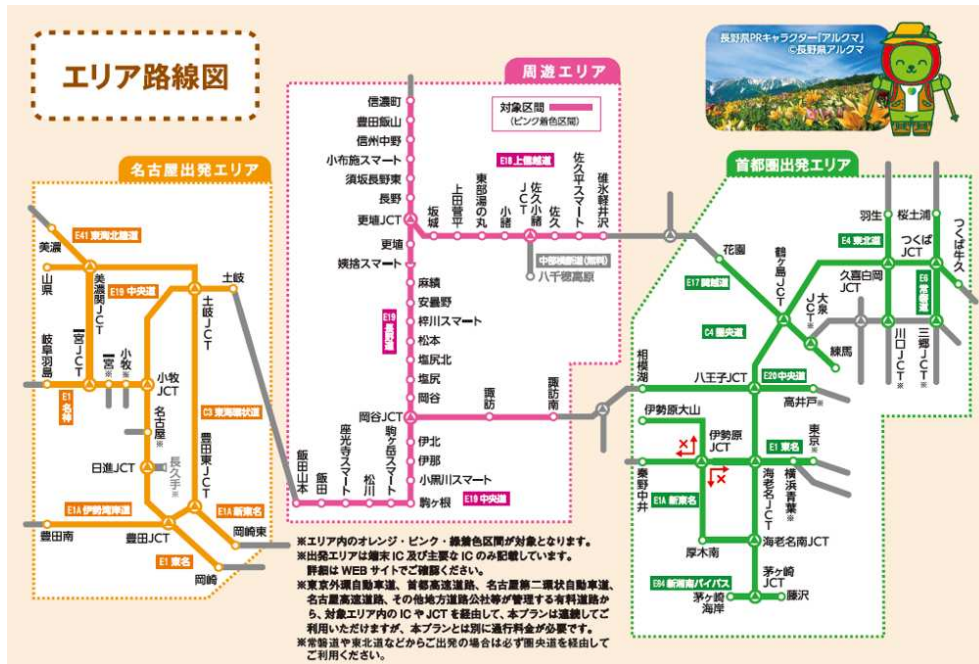 エリア路線図
長野県PRキャラクター「アルクマ」
©長野県アルクマ
周遊エリア
対象区間
(ピンク着色区間)
信濃町
豊田飯山
信州中野
小布施スマート
須坂長野東
長野
更埴JCT
更埴
姨捨スマート
麻績
安曇野
梓川スマート
松本
塩尻北
塩尻
岡谷
岡谷JCT
伊北
伊那
小黒川スマート
駒ヶ根
E19 長野道
E18 上信越道
坂城
上田菅平
東部湯の丸
小諸
佐久小諸JCT
佐久
佐久平スマート
碓氷軽井沢
中部横断道(無料)
八千穂高原
諏訪
諏訪南
飯田山本
飯田
座光寺スマート
松川
駒ヶ岳スマート
E19 中央道
名古屋出発エリア
E41 東海北陸道
美濃
山県
美濃関JCT
E19 中央道
土岐
土岐JCT
岐阜羽島
一宮JCT
一宮※
小牧※
小牧JCT
E1 名神
名古屋※
C3 東海環状道
日進JCT
長久手※
豊田東JCT
E1A 伊勢湾岸道
E1A 新東名
豊田南
豊田JCT
岡崎東
E1 東名
岡崎
首都圏出発エリア
羽生
桜土浦
E4 東北道
つくばJCT
つくば牛久
花園
鶴ヶ島JCT
久喜白岡JCT
E6 常磐道
E17 関越道
大泉JCT※
C4 圏央道
練馬
川口JCT※
三郷JCT※
相模湖
八王子JCT
E20 中央道
高井戸※
伊勢原大山
伊勢原JCT
E1 東名
東京※
秦野中井
E1A 新東名
海老名JCT
横浜青葉※
厚木南
海老名南JCT
E84 新湘南バイパス
茅ヶ崎JCT
茅ヶ崎海岸
藤沢
※エリア内のオレンジ・ピンク・緑着色区間が対象となります。
※出発エリアは端末IC及び主要なICのみ記載しています。
詳細はWEBサイトでご確認ください。
※東京外環自動車道、首都高速道路、名古屋第二環状自動車道、
名古屋高速道路、その他地方道路公社等が管理する有料道路か
ら、対象エリア内のICやJCTを経由して、本プランは連続してご
利用いただけますが、本プランとは別に通行料金が必要です。
※常磐道や東北道などからご出発の場合は必ず圏央道を経由して
ご利用ください。